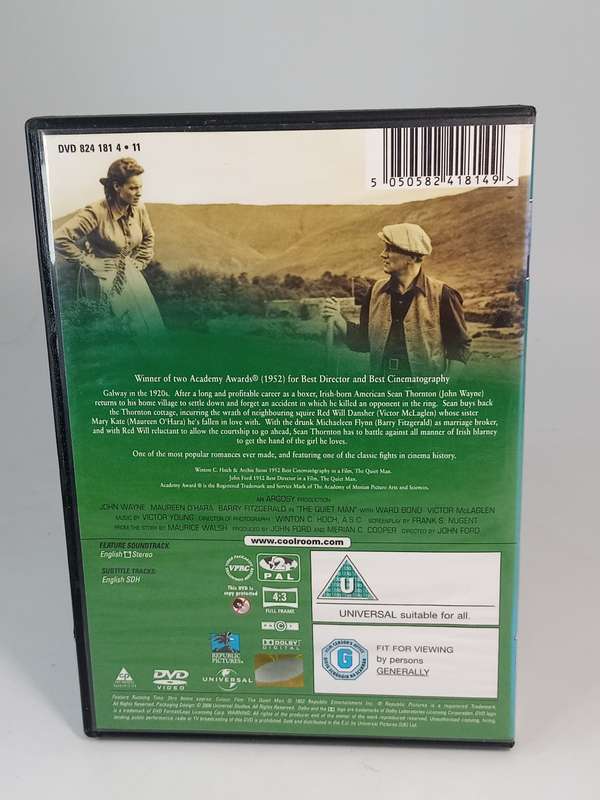 DVD 824 181 4 • 11
5 050582 418149 >
Winner of two Academy Awards® (1952) for Best Director and Best Cinematography
Galway in the 1920s. After a long and profitable career as a boxer, Irish-born American Sean Thornton (John Wayne)
returns to his home village to settle down and forget an accident in which he killed an opponent in the ring. Sean buys back
the Thornton cottage, incurring the wrath of neighbouring squire Red Will Danaher (Victor McLaglen) whose sister
Mary Kate (Maureen O'Hara) he's fallen in love with. With the drunk Michaeleen Flynn (Barry Fitzgerald) as marriage broker,
and with Red Will reluctant to allow the courtship to go ahead, Sean Thornton has to battle against all manner of Irish blarney
to get the hand of the girl he loves.
One of the most popular romances ever made, and featuring one of the classic fights in cinema history.
Winton C. Hoch & Archie Stout 1952 Best Cinematography in a Film, The Quiet Man.
John Ford 1952 Best Director in a Film, The Quiet Man.
Academy Award ® is the Registered Trademark and Service Mark of The Academy of Motion Picture Arts and Sciences.
AN ARGOSY PRODUCTION
JOHN WAYNE MAUREEN O'HARA BARRY FITZGERALD IN "THE QUIET MAN" WITH WARD BOND VICTOR McLAGLEN
MUSIC BY VICTOR YOUNG DIRECTOR OF PHOTOGRAPHY WINTON C. HOCH, A.S.C. SCREENPLAY BY FRANK S. NUGENT
FROM THE STORY BY MAURICE WALSH PRODUCED BY JOHN FORD AND MERIAN C. COOPER DIRECTED BY JOHN FORD
www.coolroom.com
FEATURE SOUNDTRACK:
English Stereo
SUBTITLE TRACKS:
English SDH
VPRC
This DVD is
copy protected
2
PAL
4:3
FULL FRAME
PG
U
UNIVERSAL suitable for all.
G
FIT FOR VIEWING
by persons
GENERALLY
REPUBLIC
PICTURES
DOLBY
DIGITAL
DVD
VIDEO
UNIVERSAL